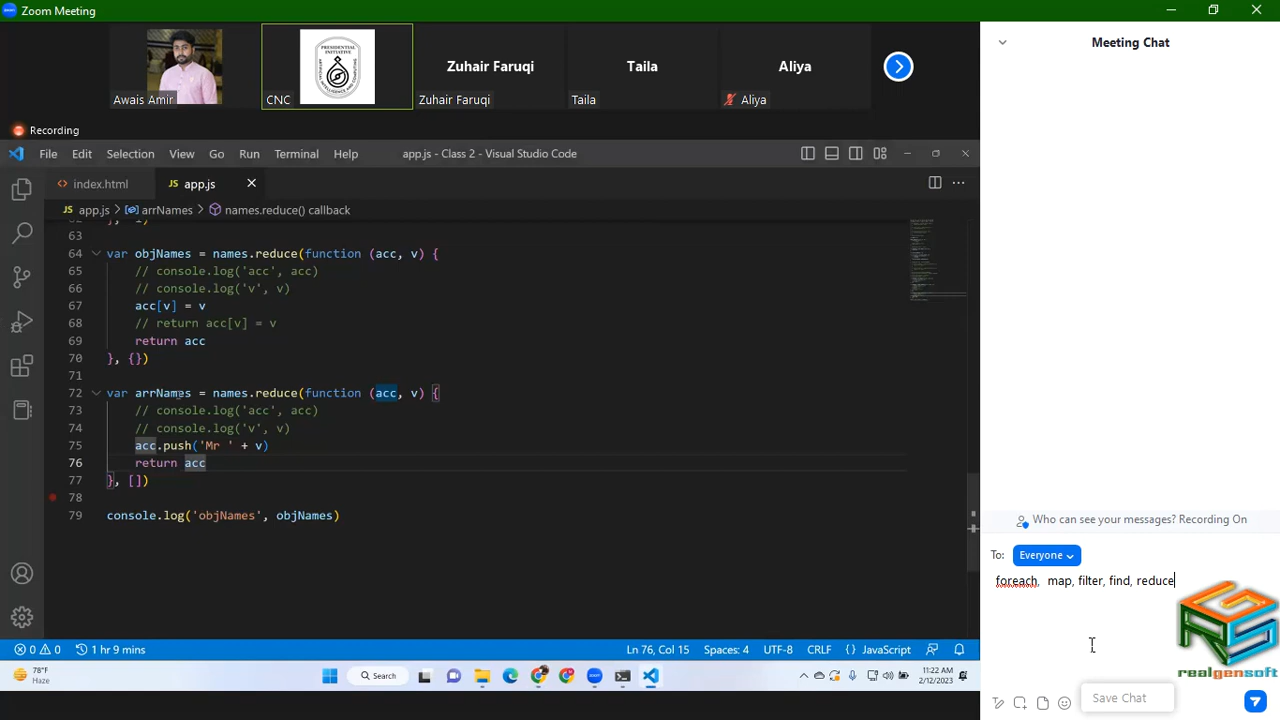 Zoom Meeting
PRESIDENTIAL
INITIATIVE
ARTIFICIAL INTELLIGENCE AND COMPUTING
Awais Amir
CNC
Zuhair Faruqi
Zuhair Faruqi
Taila
Taila
Aliya
Aliya
Recording
File Edit Selection View Go Run Terminal Help
app.js - Class 2 - Visual Studio Code
index.html
JS app.js
JS app.js > arrNames > names.reduce() callback
63
64 var objNames = names.reduce(function (acc, v) {
65 // console.log('acc', acc)
66 // console.log('v', v)
67 acc[v] = v
68 // return acc[v] = v
69 return acc
70 }, {})
71
72 var arrNames = names.reduce(function (acc, v) {
73 // console.log('acc', acc)
74 // console.log('v', v)
75 acc.push('Mr ' + v)
76 return acc
77 }, [])
78
79 console.log('objNames', objNames)
0 0 1 hr 9 mins
Ln 76, Col 15 Spaces: 4 UTF-8 CRLF {} JavaScript
78°F
Haze
Search
11:22 AM
2/12/2023
Meeting Chat
Who can see your messages? Recording On
To: Everyone
foreach, map, filter, find, reduce
Save Chat
realgensoft